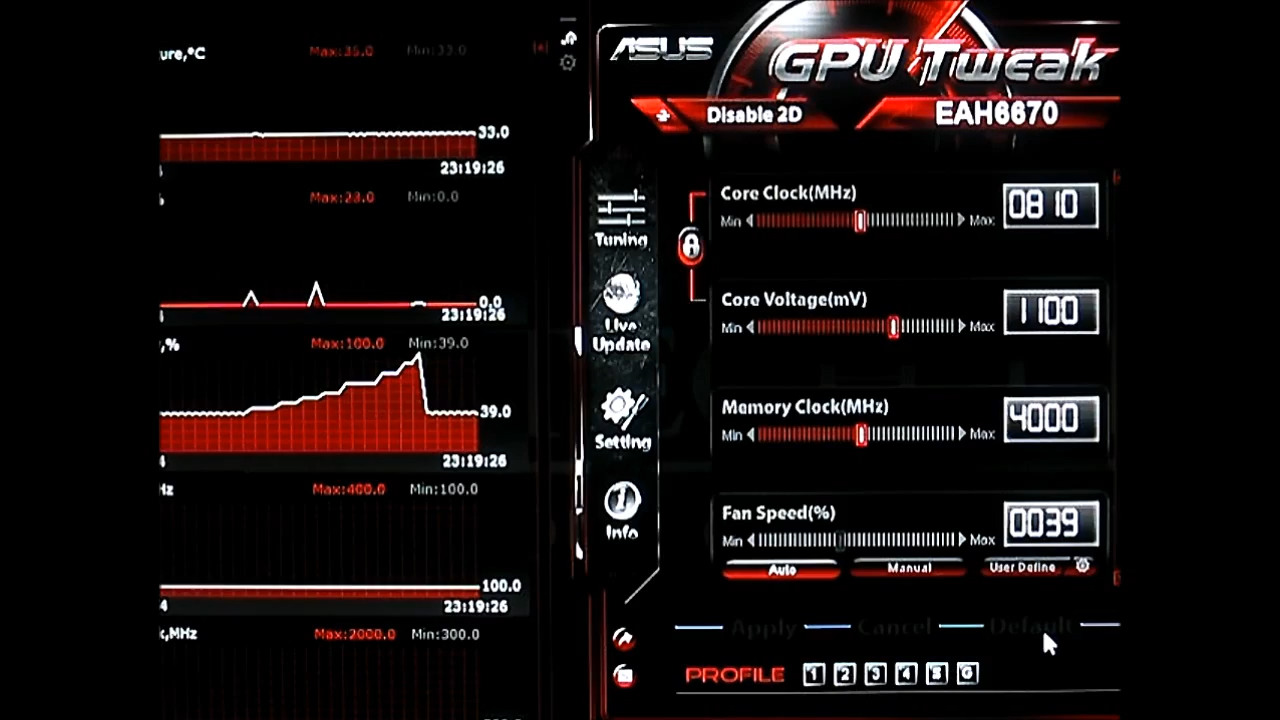 ure,°C Max:35.0 Min:33.0
33.0
23:19:26
% Max:23.0 Min:0.0
0.0
23:19:26
,% Max:100.0 Min:39.0
39.0
23:19:26
Hz Max:400.0 Min:100.0
100.0
23:19:26
k,MHz Max:2000.0 Min:300.0
ASUS GPU Tweak
Disable 2D EAH6670
Tuning
Live
Update
Setting
Info
Core Clock(MHz) 0810
Min Max
Core Voltage(mV) 1100
Min Max
Memory Clock(MHz) 4000
Min Max
Fan Speed(%) 0039
Min Max
Auto Manual User Define
Apply Cancel Default
PROFILE 1 2 3 4 5 6